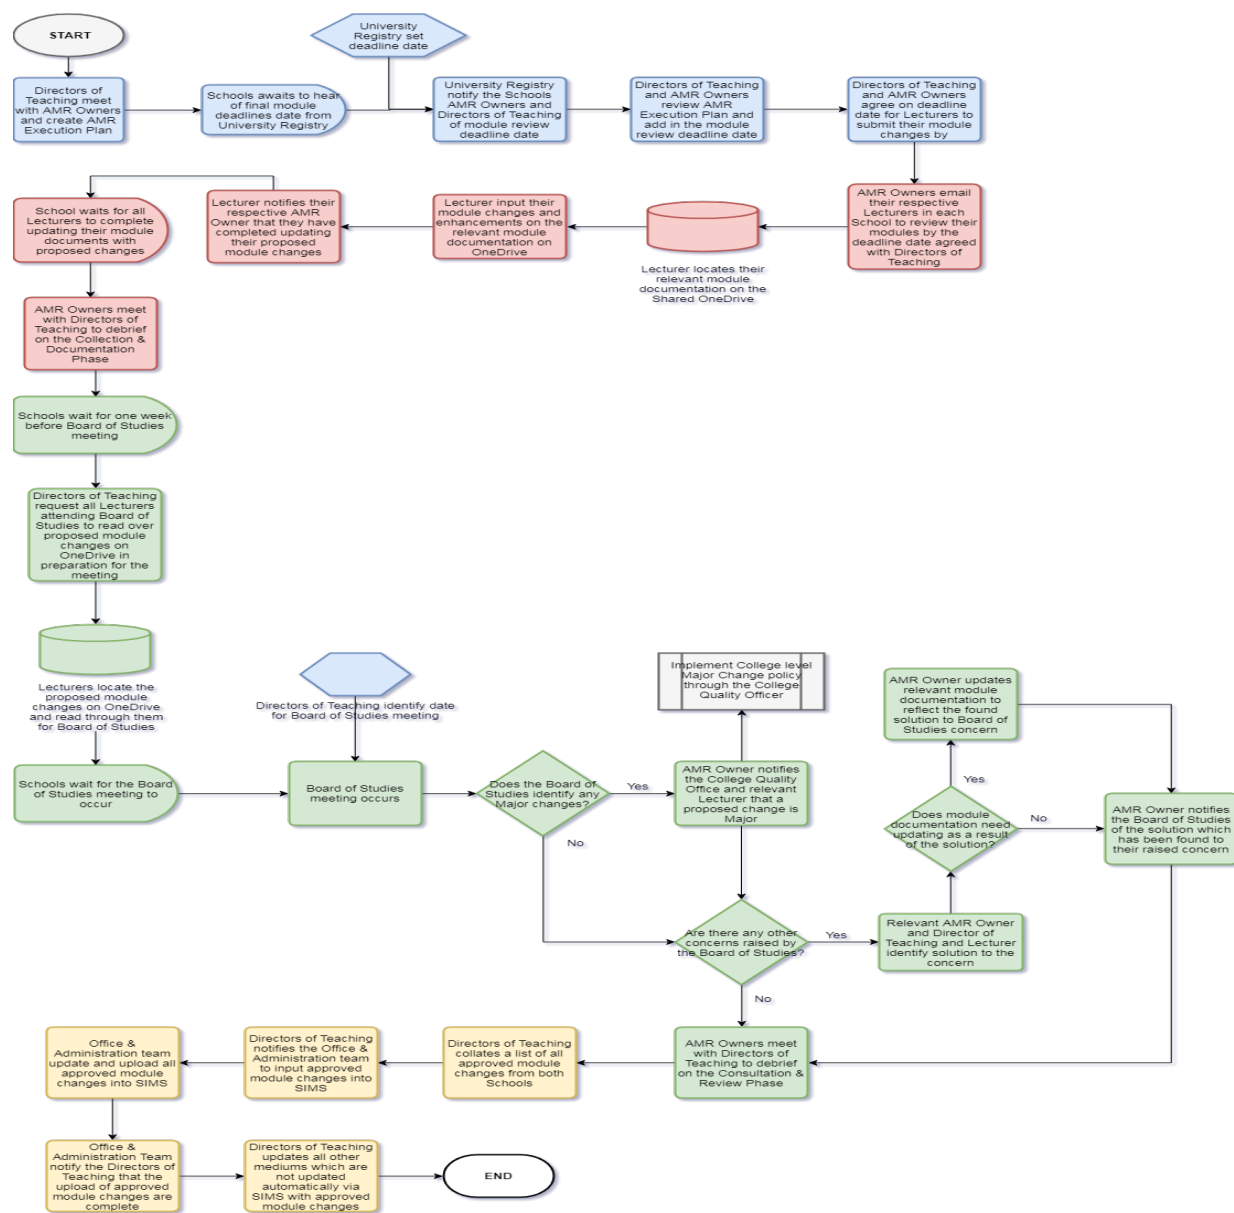 START
University
Registry set
deadline date
Directors of
Teaching meet
with AMR Owners
and create AMR
Execution Plan
Schools awaits to hear
of final module
deadlines date from
University Registry
University Registry
notify the Schools
AMR Owners and
Directors of Teaching
of module review
deadline date
Directors of Teaching
and AMR Owners
review AMR
Execution Plan and
add in the module
review deadline date
Directors of Teaching
and AMR Owners
agree on deadline
date for Lecturers to
submit their module
changes by
AMR Owners email
their respective
Lecturers in each
School to review their
modules by the
deadline date agreed
with Directors of
Teaching
Lecturer locates their
relevant module
documentation on the
Shared OneDrive
Lecturer input their
module changes and
enhancements on the
relevant module
documentation on
OneDrive
Lecturer notifies their
respective AMR
Owner that they have
completed updating
their proposed
module changes
School waits for all
Lecturers to complete
updating their module
documents with
proposed changes
AMR Owners meet
with Directors of
Teaching to debrief
on the Collection &
Documentation
Phase
Schools wait for one week
before Board of Studies
meeting
Directors of Teaching
request all Lecturers
attending Board of
Studies to read over
proposed module
changes on
OneDrive in
preparation for the
meeting
Lecturers locate the
proposed module
changes on OneDrive
and read through them
for Board of Studies
Schools wait for the Board
of Studies meeting to
occur
Directors of Teaching identify date
for Board of Studies meeting
Board of Studies
meeting occurs
Does the Board of
Studies identify any
Major changes?
Yes
No
Implement College level
Major Change policy
through the College
Quality Officer
AMR Owner notifies
the College Quality
Office and relevant
Lecturer that a
proposed change is
Major
Are there any other
concerns raised by
the Board of Studies?
Yes
No
Relevant AMR Owner
and Director of
Teaching and Lecturer
identify solution to the
concern
Does module
documentation need
updating as a result
of the solution?
Yes
No
AMR Owner updates
relevant module
documentation to
reflect the found
solution to Board of
Studies concern
AMR Owner notifies
the Board of Studies
of the solution which
has been found to
their raised concern
AMR Owners meet
with Directors of
Teaching to debrief
on the Consultation &
Review Phase
Directors of Teaching
collates a list of all
approved module
changes from both
Schools
Directors of Teaching
notifies the Office &
Administration team
to input approved
module changes into
SIMS
Office &
Administration team
update and upload all
approved module
changes into SIMS
Office &
Administration Team
notify the Directors of
Teaching that the
upload of approved
module changes are
complete
Directors of Teaching
updates all other
mediums which are
not updated
automatically via
SIMS with approved
module changes
END